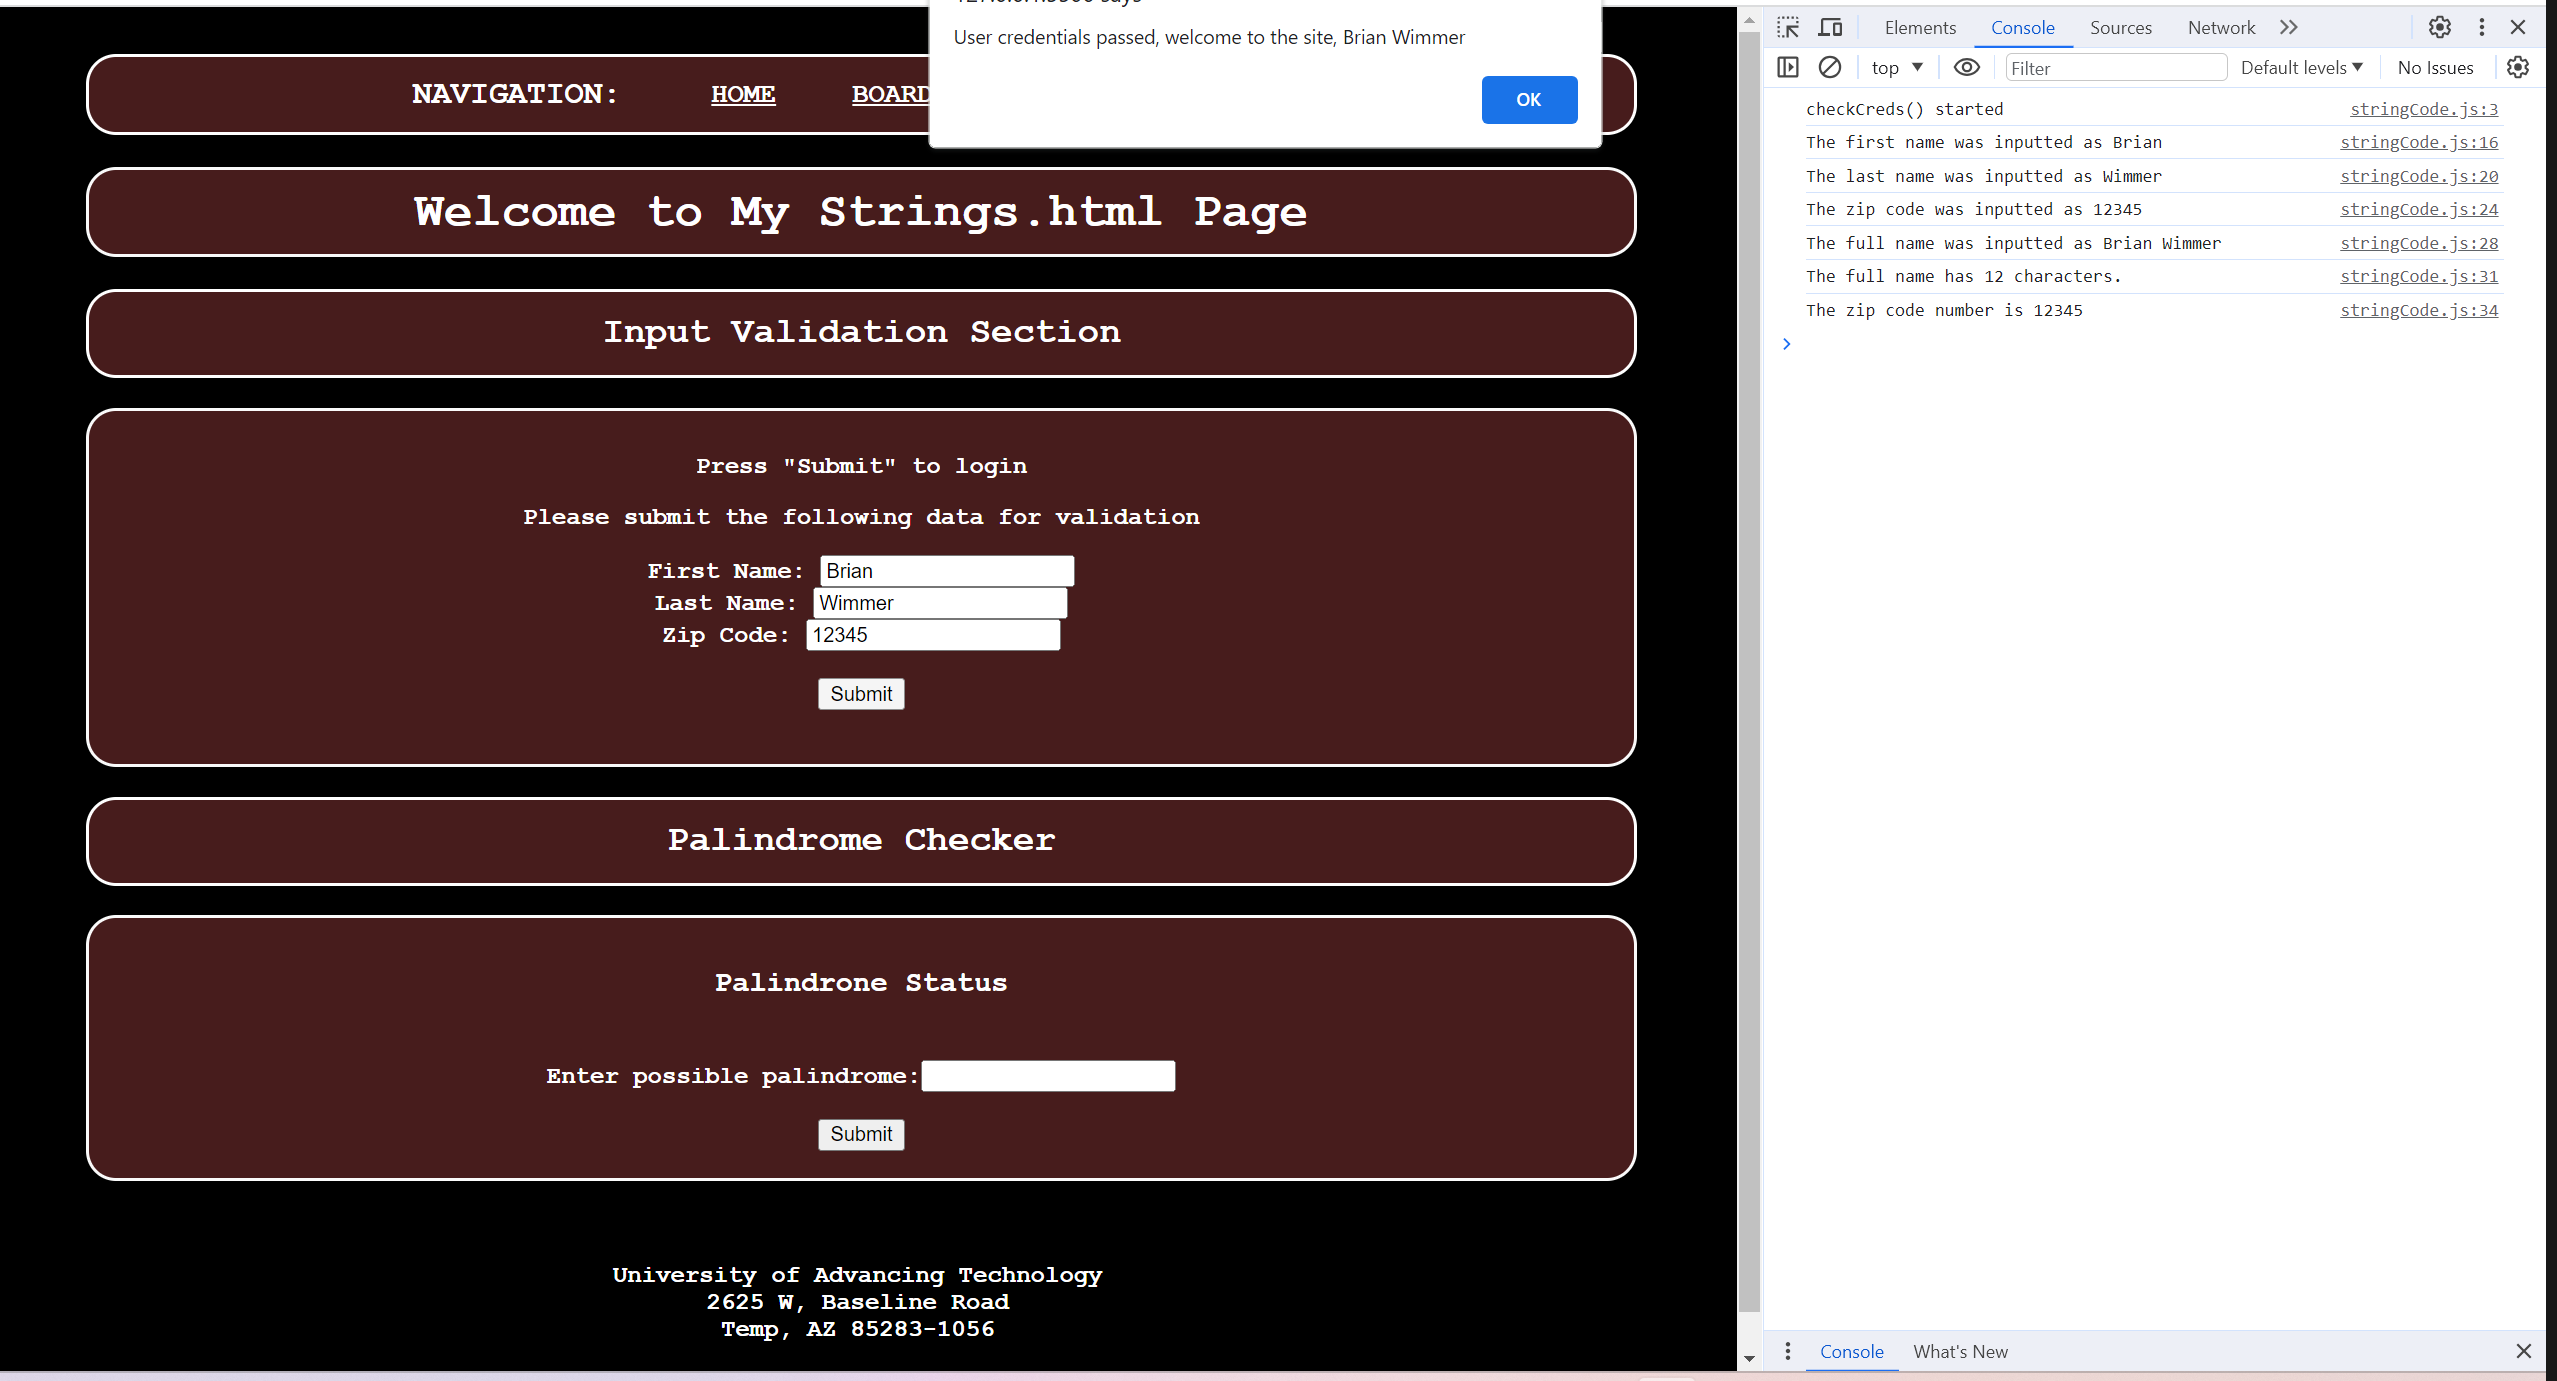 User credentials passed, welcome to the site, Brian Wimmer
OK
NAVIGATION: HOME BOARD
Welcome to My Strings.html Page
Input Validation Section
Press "Submit" to login
Please submit the following data for validation
First Name: Brian
Last Name: Wimmer
Zip Code: 12345
Submit
Palindrome Checker
Palindrone Status
Enter possible palindrome:
Submit
University of Advancing Technology
2625 W, Baseline Road
Temp, AZ 85283-1056
Elements Console Sources Network
top Filter Default levels No Issues
checkCreds() started stringCode.js:3
The first name was inputted as Brian stringCode.js:16
The last name was inputted as Wimmer stringCode.js:20
The zip code was inputted as 12345 stringCode.js:24
The full name was inputted as Brian Wimmer stringCode.js:28
The full name has 12 characters. stringCode.js:31
The zip code number is 12345 stringCode.js:34
Console What's New